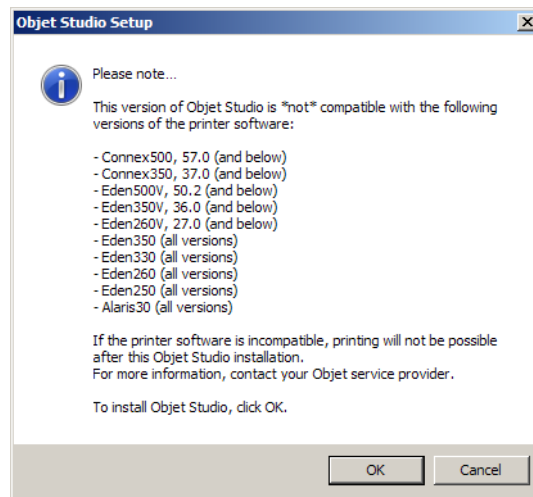 Objet Studio Setup
Please note...
This version of Objet Studio is *not* compatible with the following
versions of the printer software:
- Connex500, 57.0 (and below)
- Connex350, 37.0 (and below)
- Eden500V, 50.2 (and below)
- Eden350V, 36.0 (and below)
- Eden260V, 27.0 (and below)
- Eden350 (all versions)
- Eden330 (all versions)
- Eden260 (all versions)
- Eden250 (all versions)
- Alaris30 (all versions)
If the printer software is incompatible, printing will not be possible
after this Objet Studio installation.
For more information, contact your Objet service provider.
To install Objet Studio, click OK.
OK Cancel